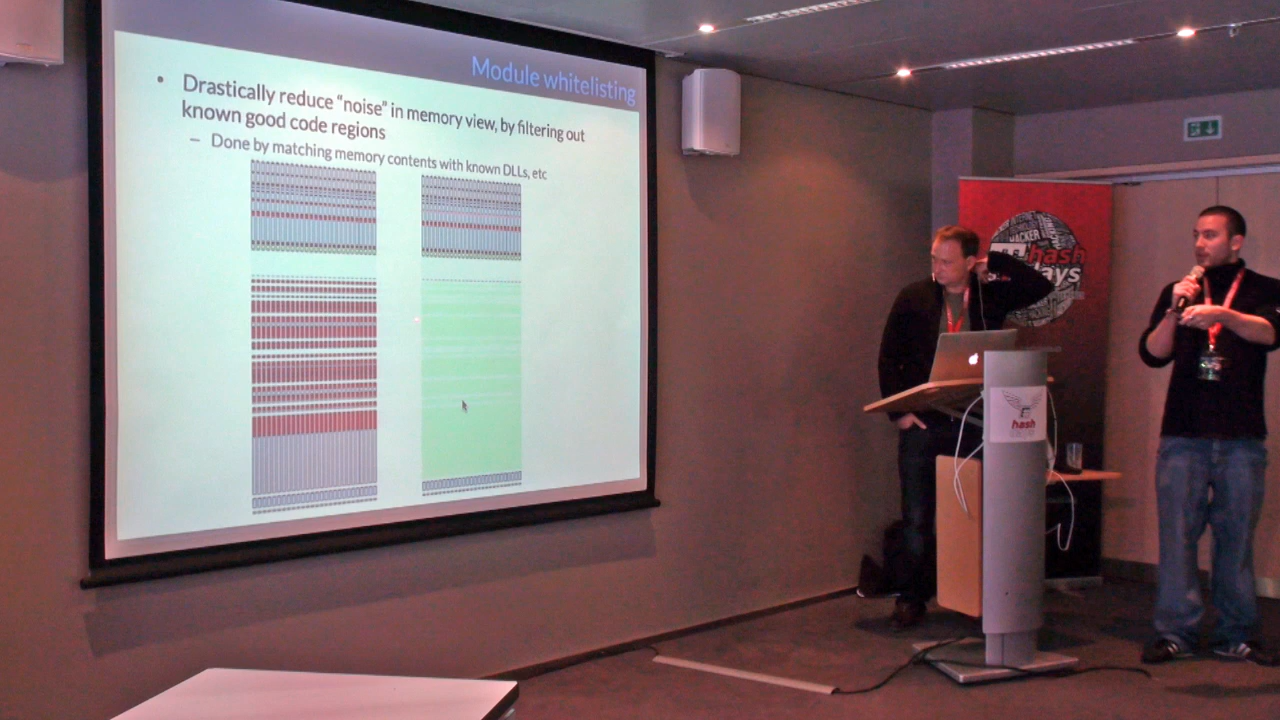 Module whitelisting
• Drastically reduce “noise” in memory view, by filtering out
known good code regions
– Done by matching memory contents with known DLLs, etc
HACKER
hash
days
hash